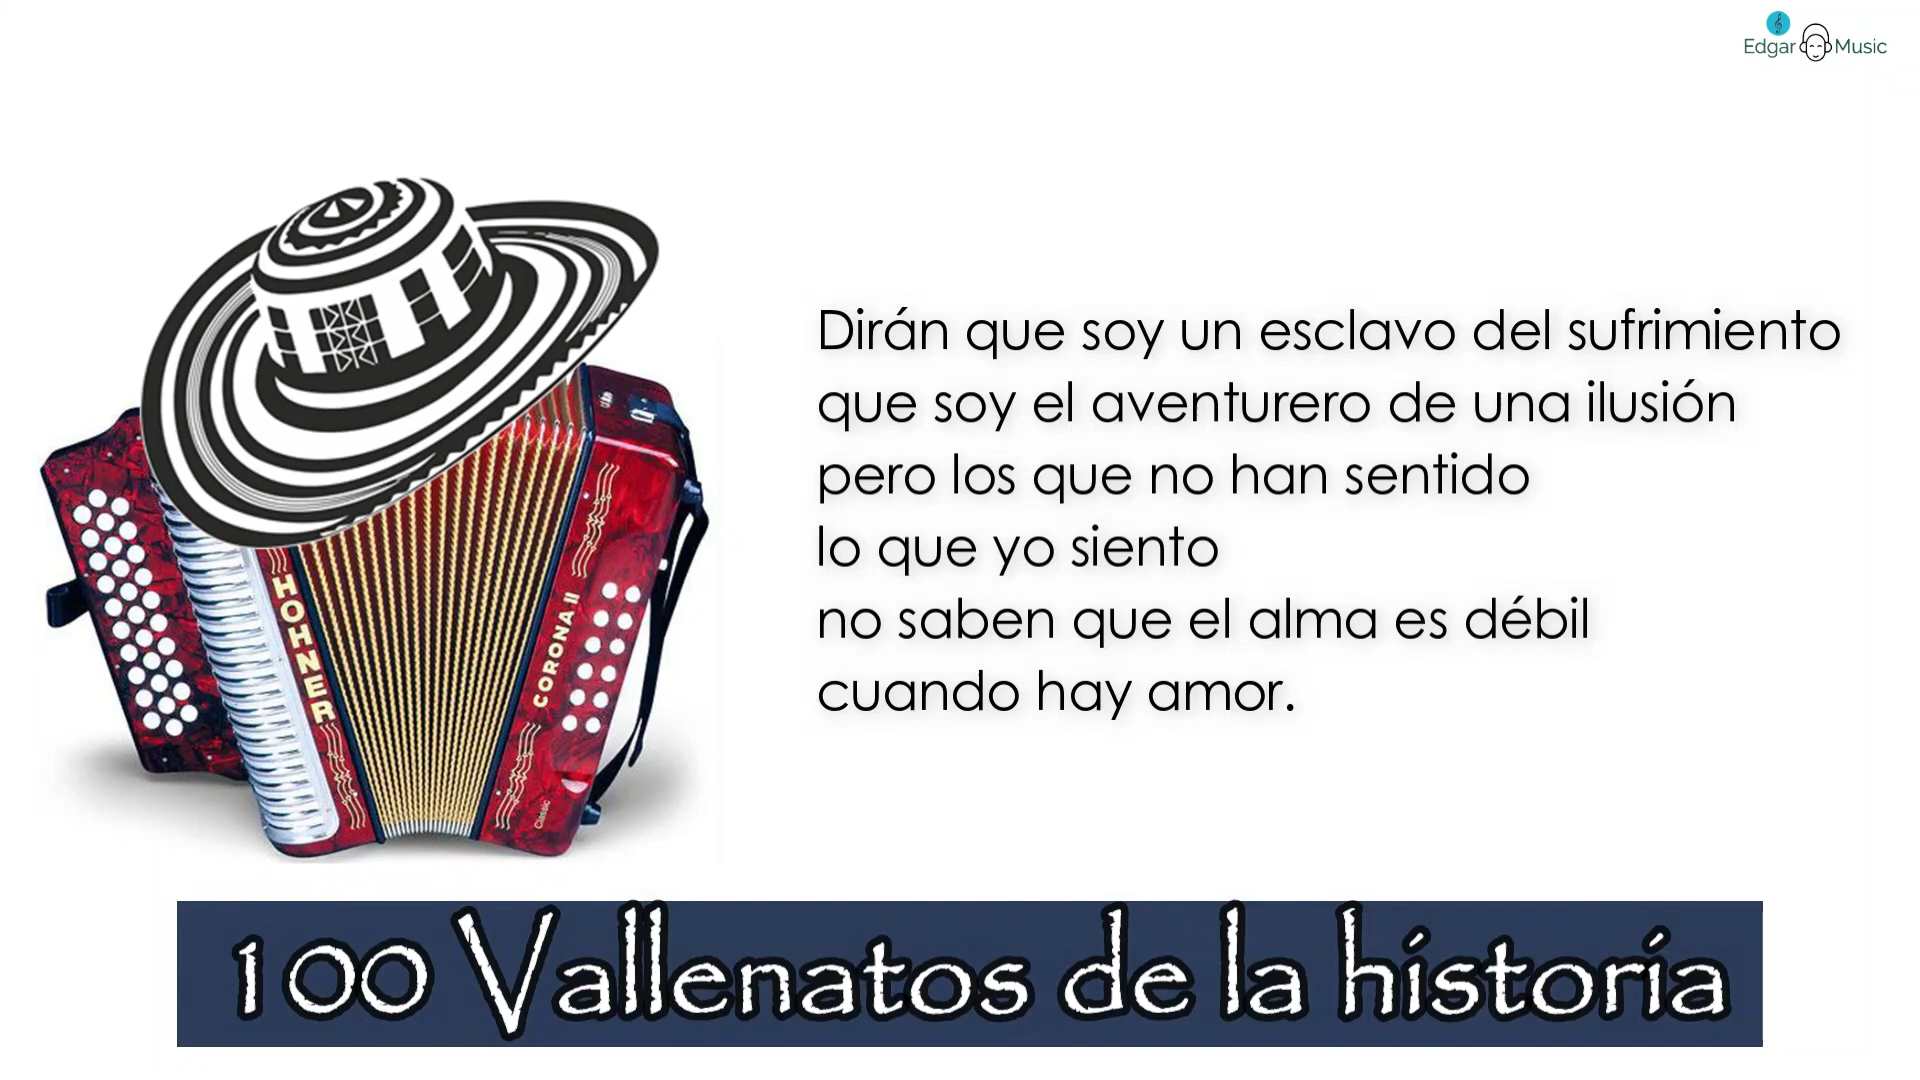 Edgar Music
Dirán que soy un esclavo del sufrimiento
que soy el aventurero de una ilusión
pero los que no han sentido
lo que yo siento
no saben que el alma es débil
cuando hay amor.
HOHNER
CORONA II
Classic
100 Vallenatos de la historia